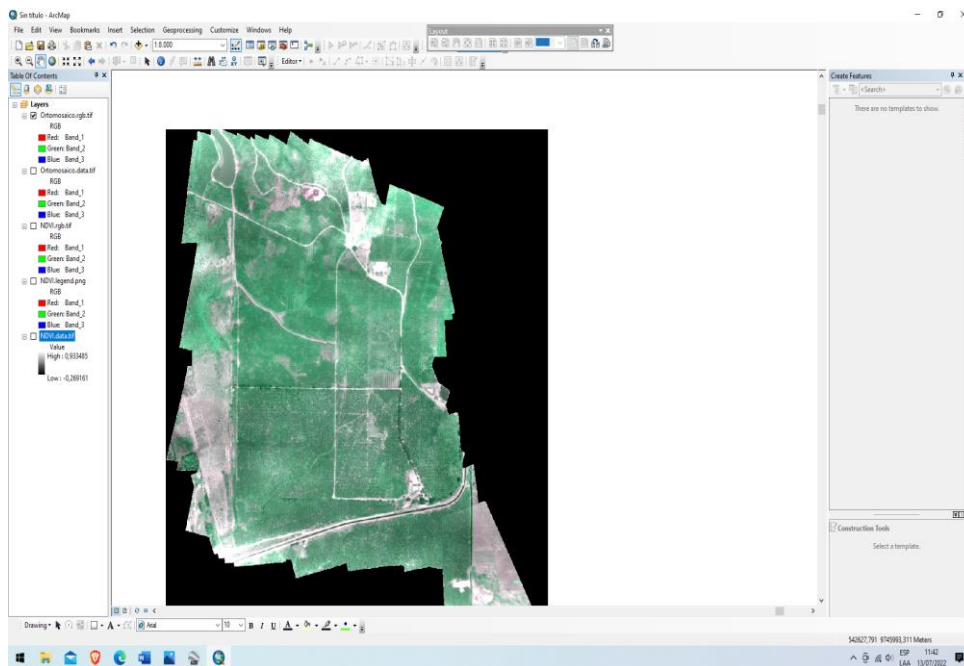 Sin título - ArcMap
File Edit View Bookmarks Insert Selection Geoprocessing Customize Windows Help
Layout
1:8.000
Editor
Table Of Contents
Create Features
<Search>
There are no templates to show.
Layers
Ortomosaico.rgb.tif
RGB
Red: Band_1
Green: Band_2
Blue: Band_3
Ortomosaico.data.tif
RGB
Red: Band_1
Green: Band_2
Blue: Band_3
NDVI.rgb.tif
RGB
Red: Band_1
Green: Band_2
Blue: Band_3
NDVI.legend.png
RGB
Red: Band_1
Green: Band_2
Blue: Band_3
NDVI.data.tif
Value
High : 0,933485
Low : -0,269161
Construction Tools
Select a template.
Drawing
Arial
10
B I U A
542627,791 9745993,311 Meters
ESP
LAA
11:42
13/07/2022